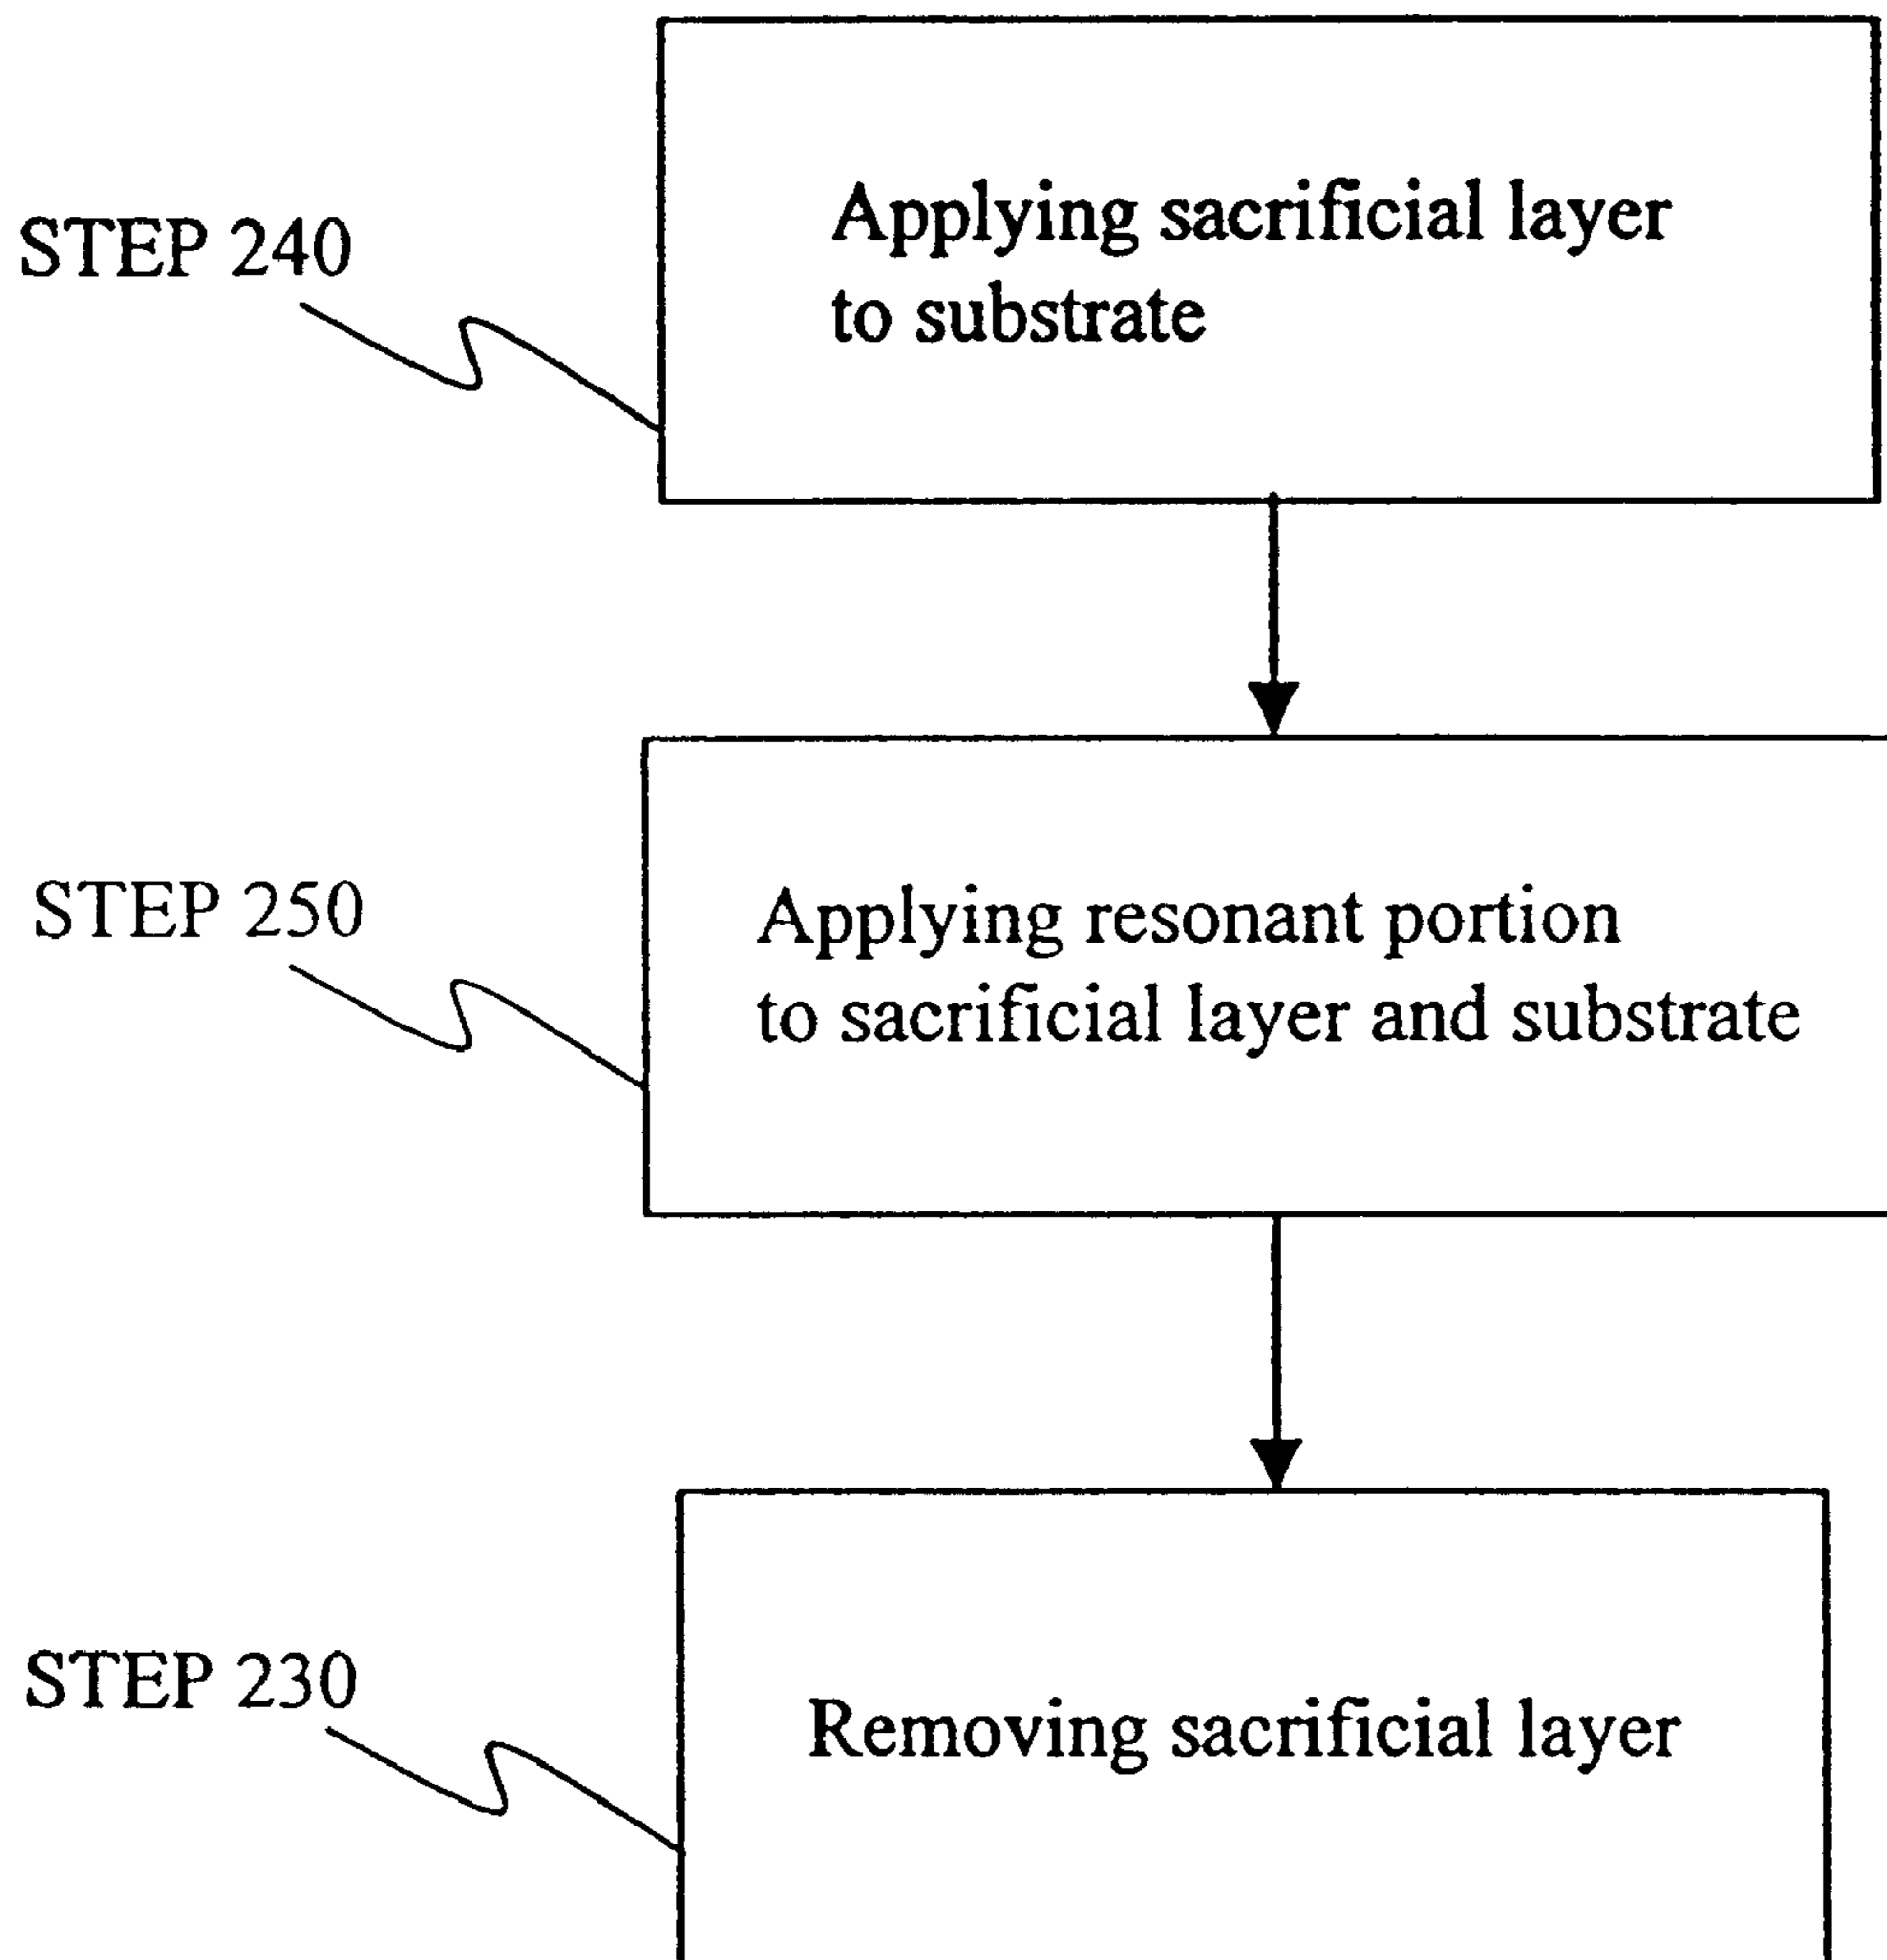 STEP 240
Applying sacrificial layer
to substrate
STEP 250
Applying resonant portion
to sacrificial layer and substrate
STEP 230
Removing sacrificial layer